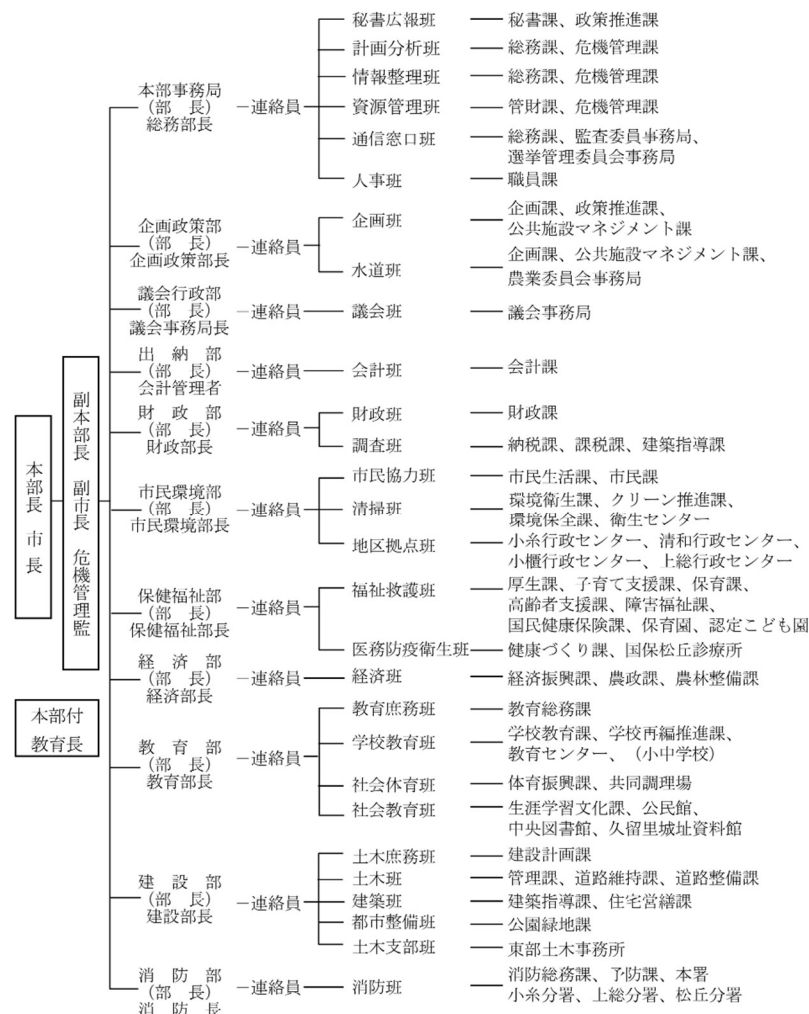 本部長 市長
副本部長 副市長 危機管理監
本部付
教育長
本部事務局
(部 長)
総務部長
連絡員
秘書広報班
秘書課、政策推進課
計画分析班
総務課、危機管理課
情報整理班
総務課、危機管理課
資源管理班
管財課、危機管理課
通信窓口班
総務課、監査委員事務局、
選挙管理委員会事務局
人事班
職員課
企画政策部
(部 長)
企画政策部長
連絡員
企画班
企画課、政策推進課、
公共施設マネジメント課
水道班
企画課、公共施設マネジメント課、
農業委員会事務局
議会行政部
(部 長)
議会事務局長
連絡員
議会班
議会事務局
出 納 部
(部 長)
会計管理者
連絡員
会計班
会計課
財 政 部
(部 長)
財政部長
連絡員
財政班
財政課
調査班
納税課、課税課、建築指導課
市民環境部
(部 長)
市民環境部長
連絡員
市民協力班
市民生活課、市民課
清掃班
環境衛生課、クリーン推進課、
環境保全課、衛生センター
地区拠点班
小糸行政センター、清和行政センター、
小櫃行政センター、上総行政センター
保健福祉部
(部 長)
保健福祉部長
連絡員
福祉救護班
厚生課、子育て支援課、保育課、
高齢者支援課、障害福祉課、
国民健康保険課、保育園、認定こども園
医務防疫衛生班
健康づくり課、国保松丘診療所
経 済 部
(部 長)
経済部長
連絡員
経済班
経済振興課、農政課、農林整備課
教 育 部
(部 長)
教育部長
連絡員
教育庶務班
教育総務課
学校教育班
学校教育課、学校再編推進課、
教育センター、(小中学校)
社会体育班
体育振興課、共同調理場
社会教育班
生涯学習文化課、公民館、
中央図書館、久留里城址資料館
建 設 部
(部 長)
建設部長
連絡員
土木庶務班
建設計画課
土木班
管理課、道路維持課、道路整備課
建築班
建築指導課、住宅営繕課
都市整備班
公園緑地課
土木支部班
東部土木事務所
消 防 部
(部 長)
消 防 長
連絡員
消防班
消防総務課、予防課、本署
小糸分署、上総分署、松丘分署